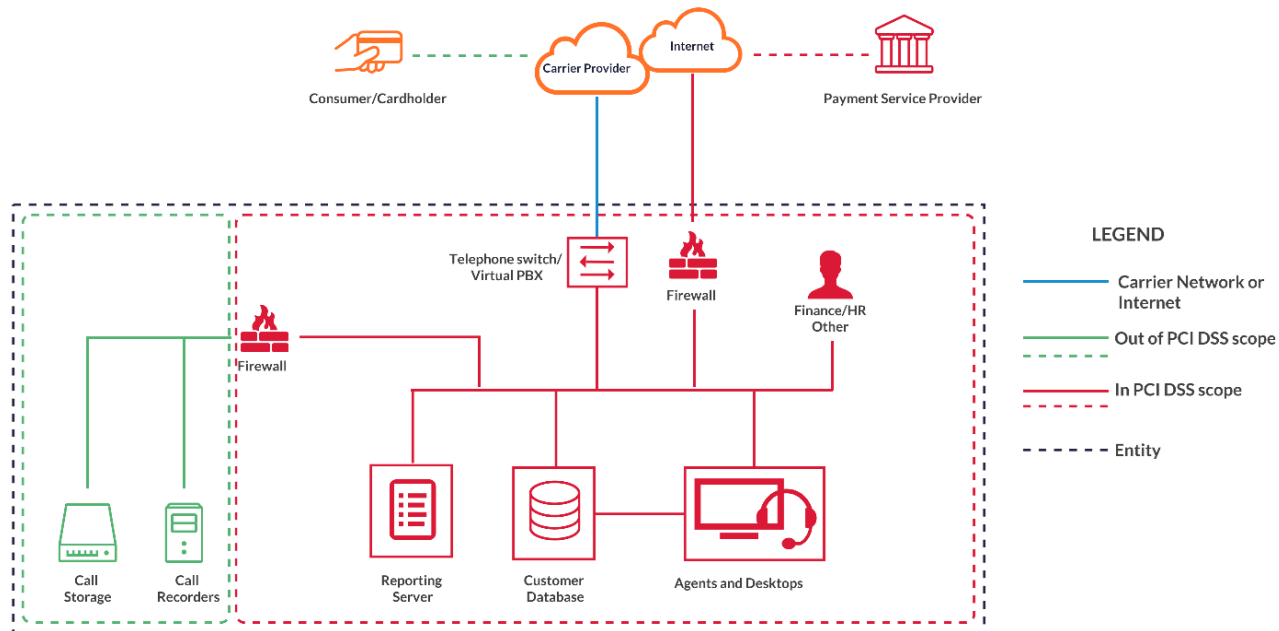 Internet
Carrier Provider
Consumer/Cardholder
Payment Service Provider
Telephone switch/
Virtual PBX
Firewall
Finance/HR
Other
Firewall
Call
Storage
Call
Recorders
Reporting
Server
Customer
Database
Agents and Desktops
LEGEND
Carrier Network or
Internet
Out of PCI DSS scope
In PCI DSS scope
Entity